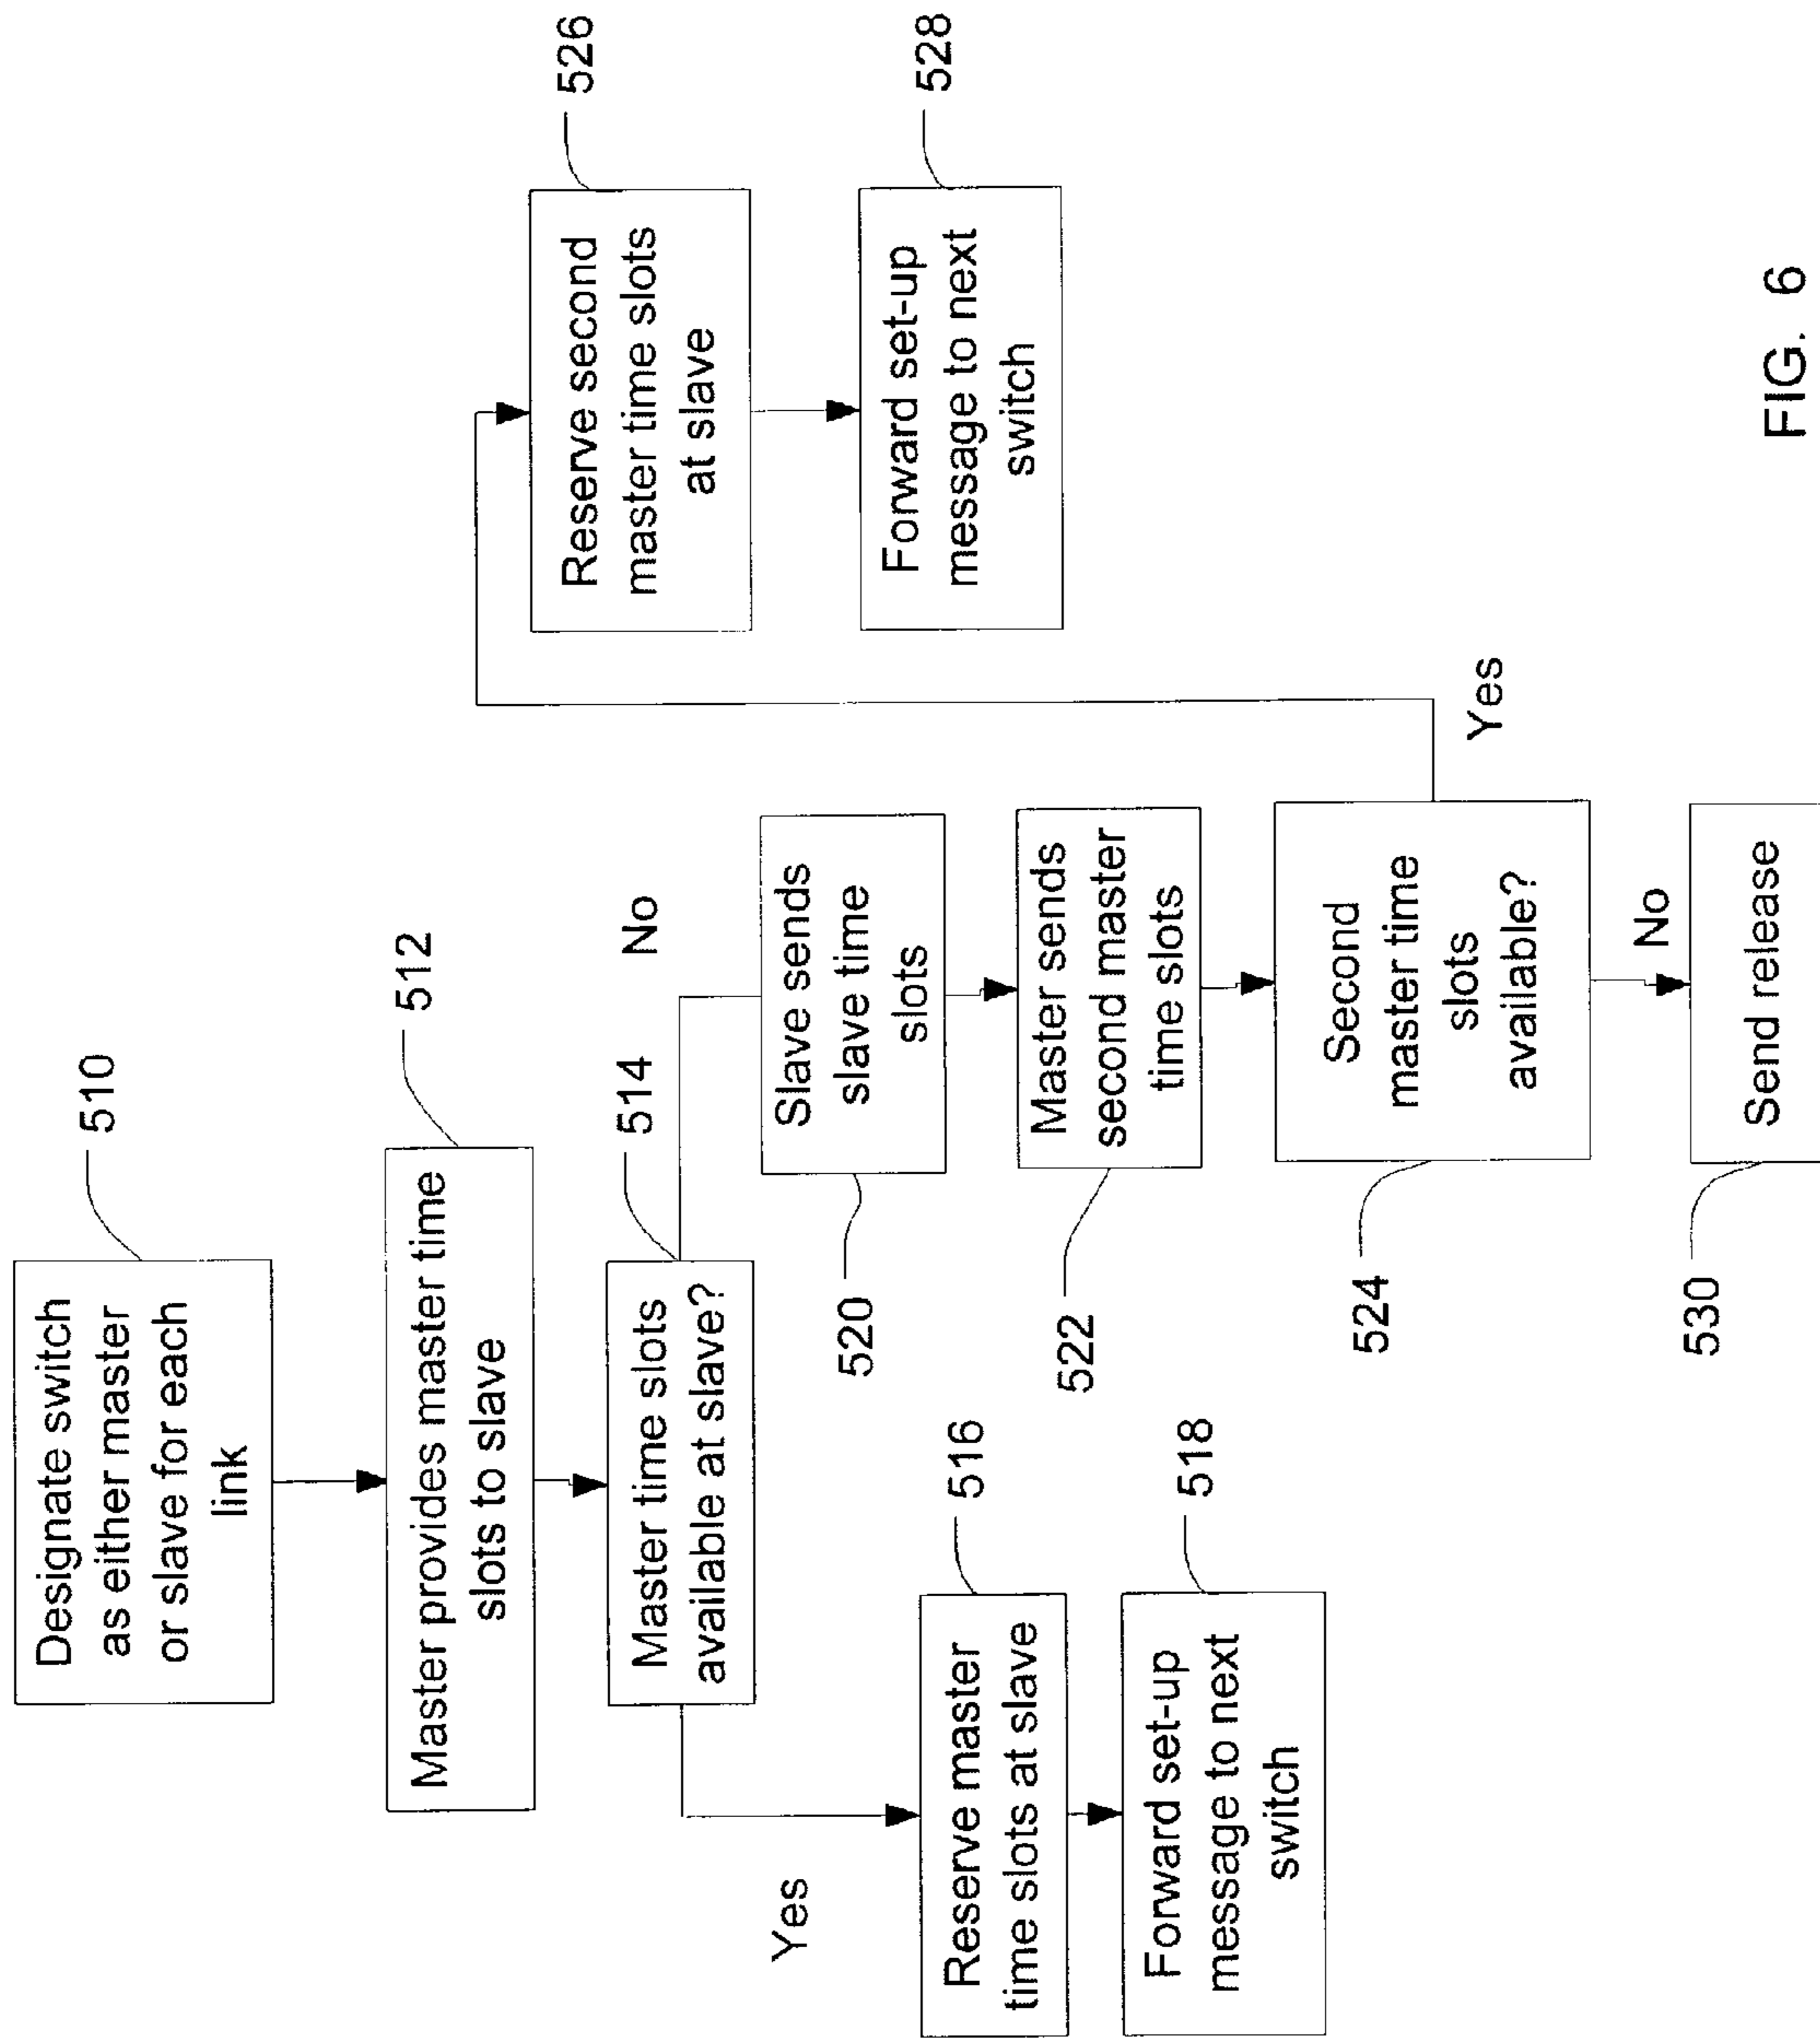 Designate switch
as either master
or slave for each
link
510
Master provides master time
slots to slave
512
Master time slots
available at slave?
514
Yes
No
Reserve master
time slots at slave
516
Forward set-up
message to next
switch
518
Slave sends
slave time
slots
520
Master sends
second master
time slots
522
Second
master time
slots
available?
524
Yes
No
Reserve second
master time slots
at slave
526
Forward set-up
message to next
switch
528
Send release
530
FIG. 6